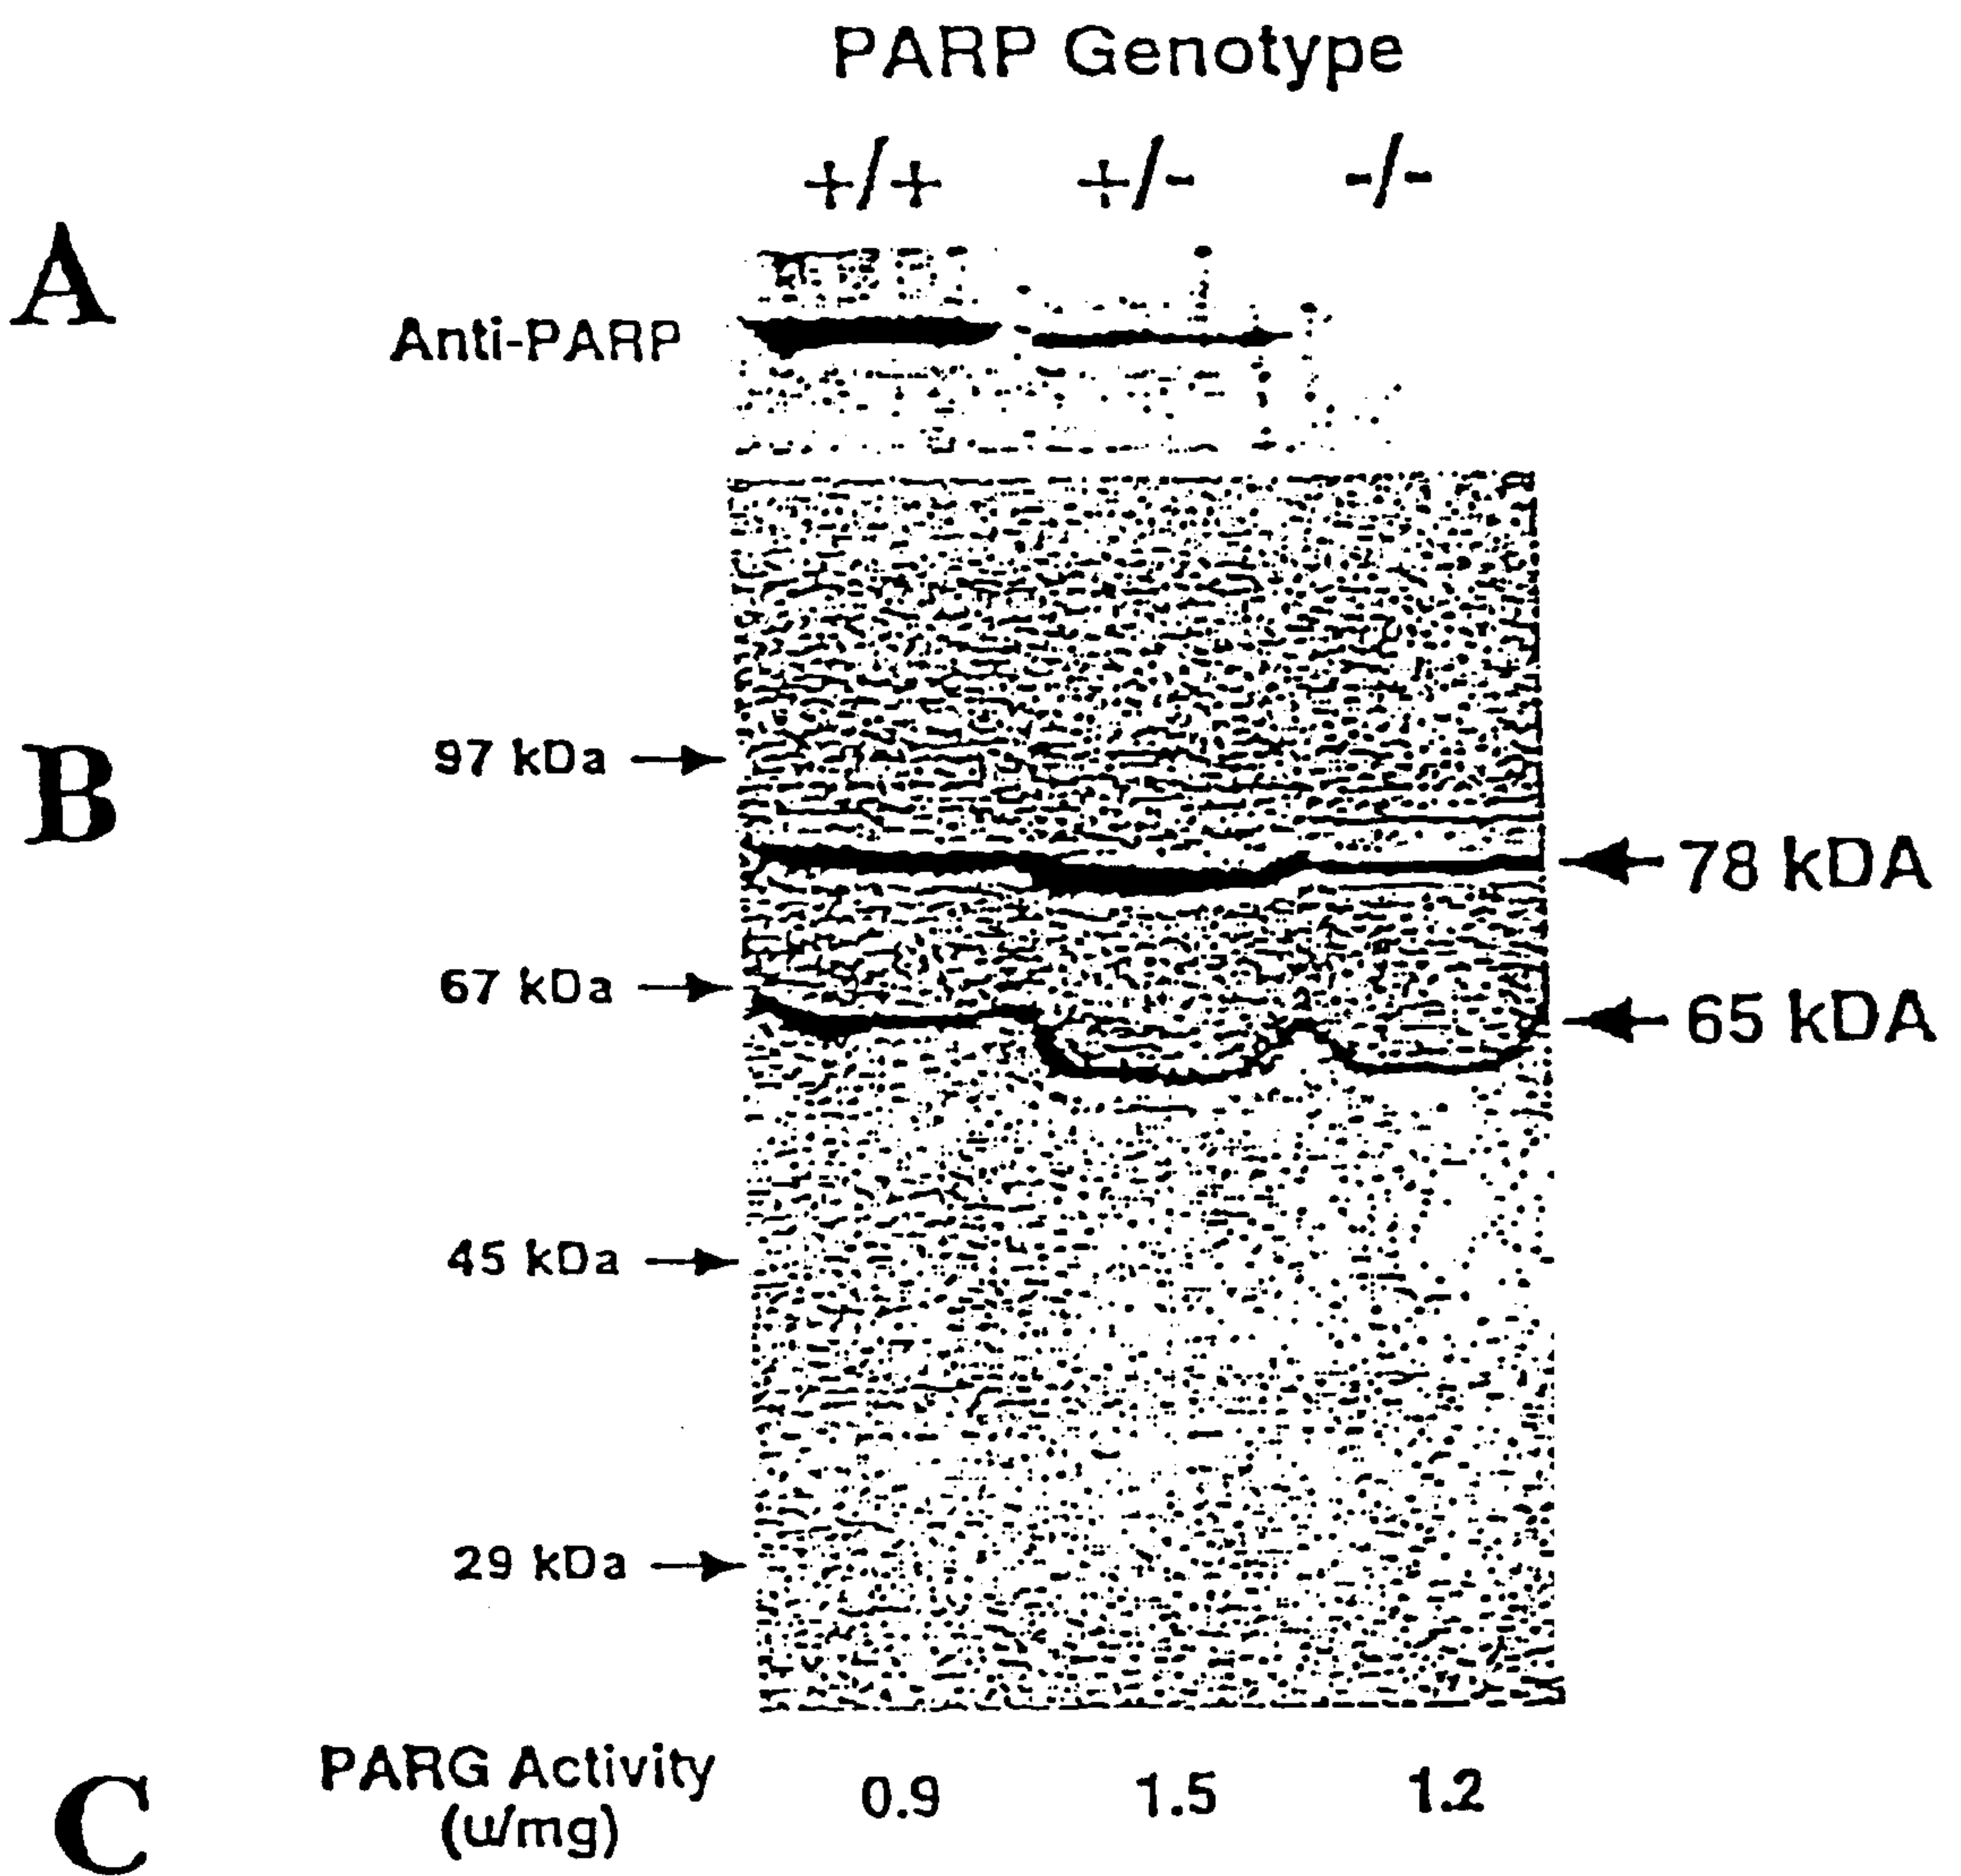 PARP Genotype
+/+ +/- -/-
A
Anti-PARP
B
97 kDa
78 kDA
67 kDa
65 kDA
45 kDa
29 kDa
C
PARG Activity 0.9 1.5 1.2
(u/mg)